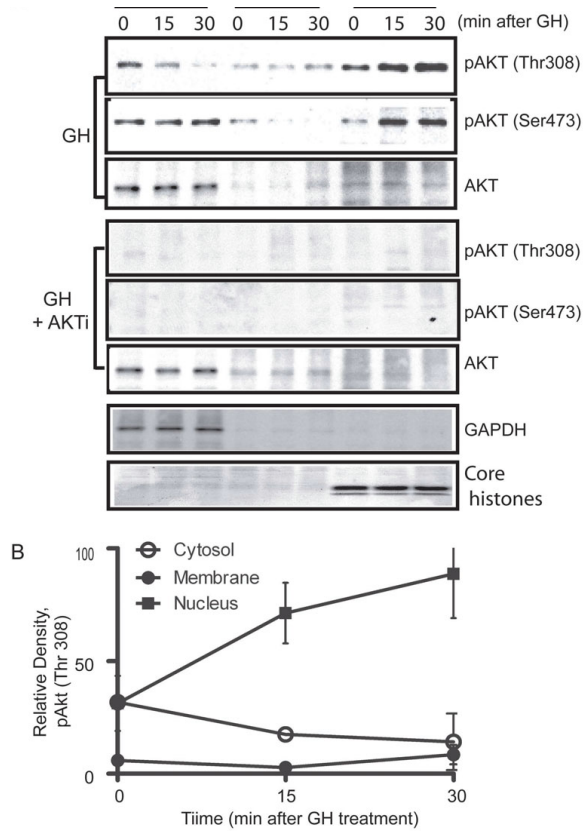 0 15 30 0 15 30 0 15 30 (min after GH)
pAKT (Thr308)
GH
pAKT (Ser473)
AKT
pAKT (Thr308)
GH
+ AKTi
pAKT (Ser473)
AKT
GAPDH
Core
histones
B
100
50
0
Relative Density,
pAkt (Thr 308)
Cytosol
Membrane
Nucleus
0 15 30
Tiime (min after GH treatment)